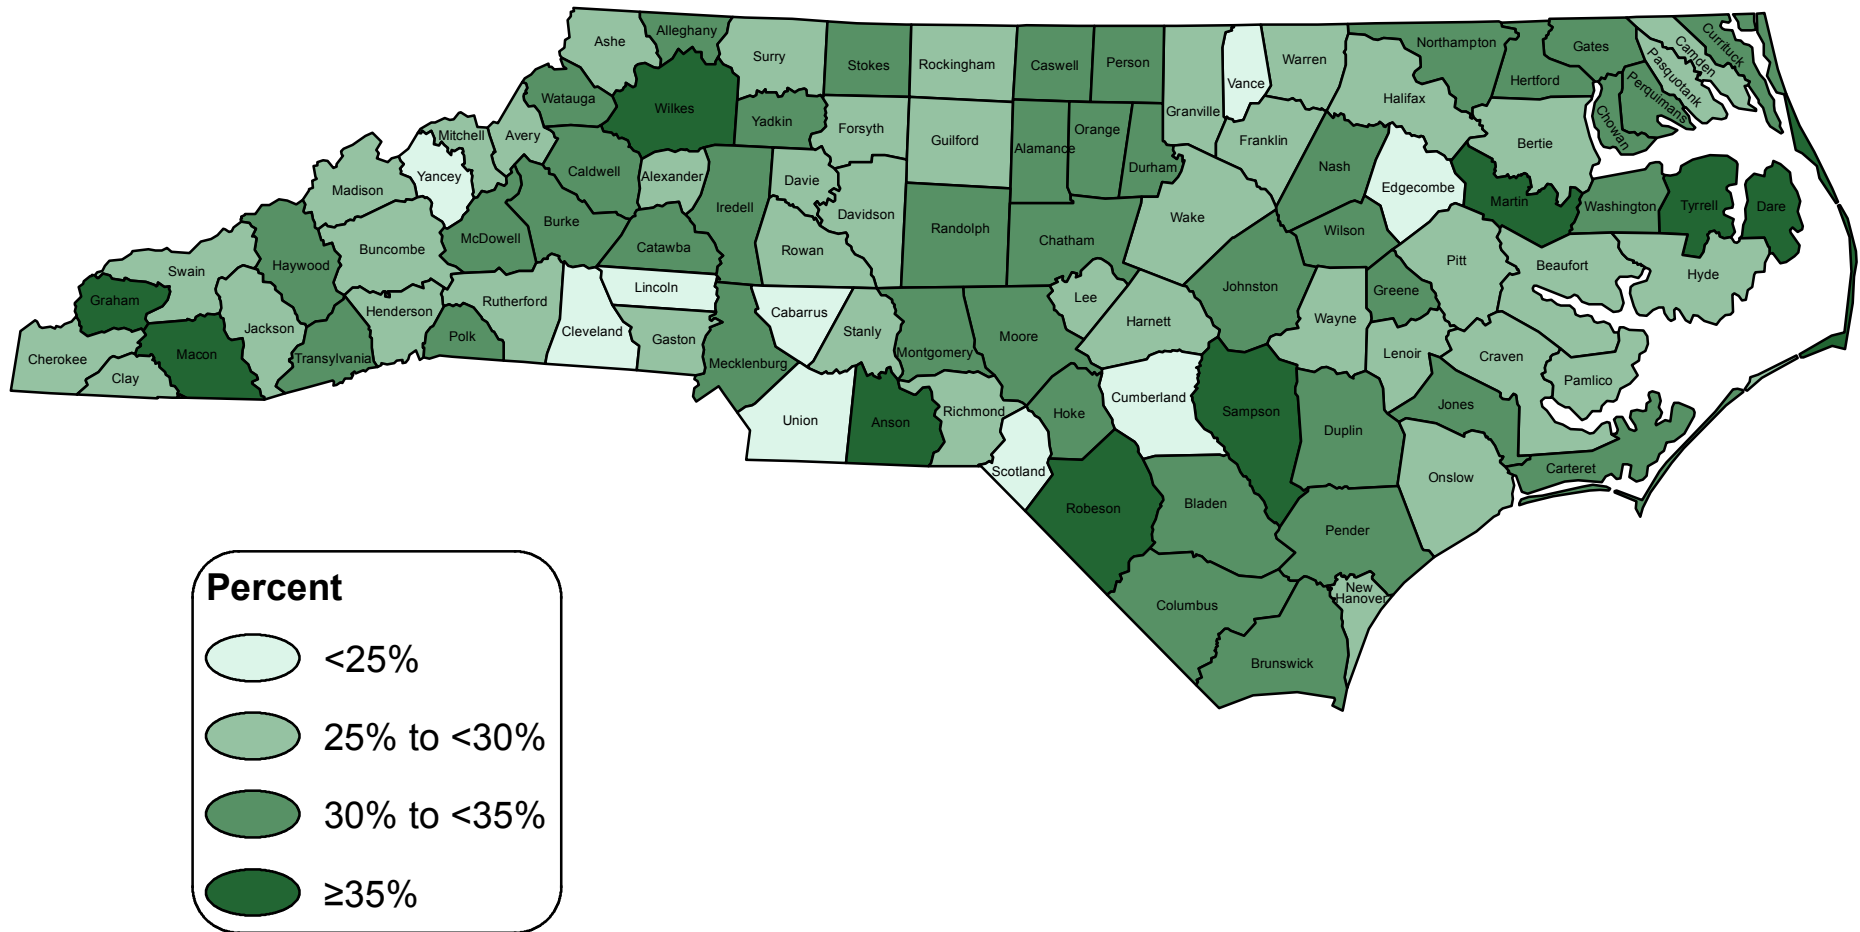 Ashe
Alleghany
Surry
Stokes
Rockingham
Caswell
Person
Granville
Vance
Warren
Northampton
Gates
Camden
Currituck
Pasquotank
Perquimans
Chowan
Hertford
Halifax
Bertie
Watauga
Wilkes
Yadkin
Forsyth
Guilford
Alamance
Orange
Durham
Franklin
Nash
Edgecombe
Martin
Washington
Tyrrell
Dare
Mitchell
Avery
Yancey
Madison
Caldwell
Alexander
Davie
Iredell
Davidson
Randolph
Chatham
Wake
Wilson
Pitt
Beaufort
Hyde
Buncombe
McDowell
Burke
Catawba
Rowan
Haywood
Swain
Graham
Cherokee
Clay
Macon
Jackson
Transylvania
Henderson
Polk
Rutherford
Cleveland
Lincoln
Gaston
Mecklenburg
Cabarrus
Stanly
Montgomery
Moore
Lee
Harnett
Johnston
Wayne
Greene
Lenoir
Craven
Pamlico
Jones
Carteret
Onslow
Duplin
Sampson
Cumberland
Hoke
Richmond
Scotland
Anson
Union
Robeson
Bladen
Pender
New
Hanover
Columbus
Brunswick
Percent
<25%
25% to <30%
30% to <35%
≥35%